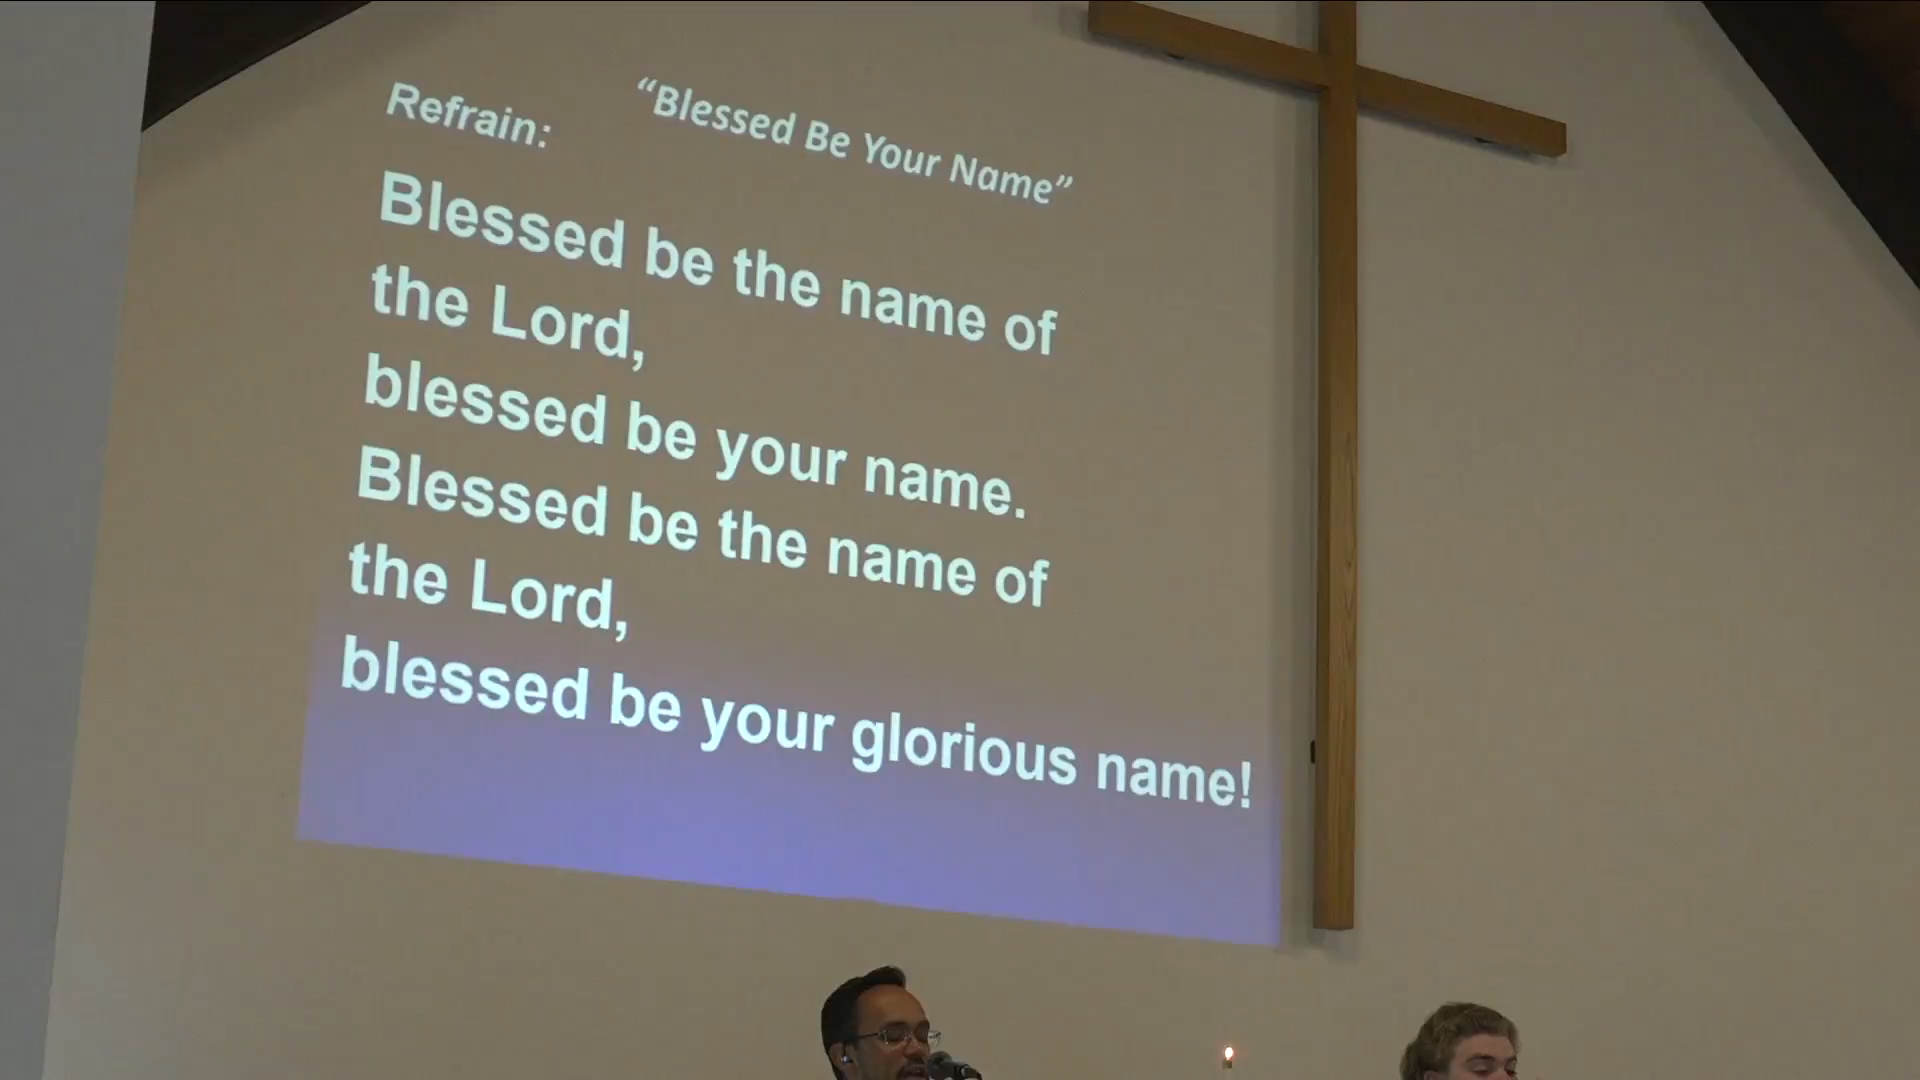 Refrain:
“Blessed Be Your Name”
Blessed be the name of
the Lord,
blessed be your name.
Blessed be the name of
the Lord,
blessed be your glorious name!